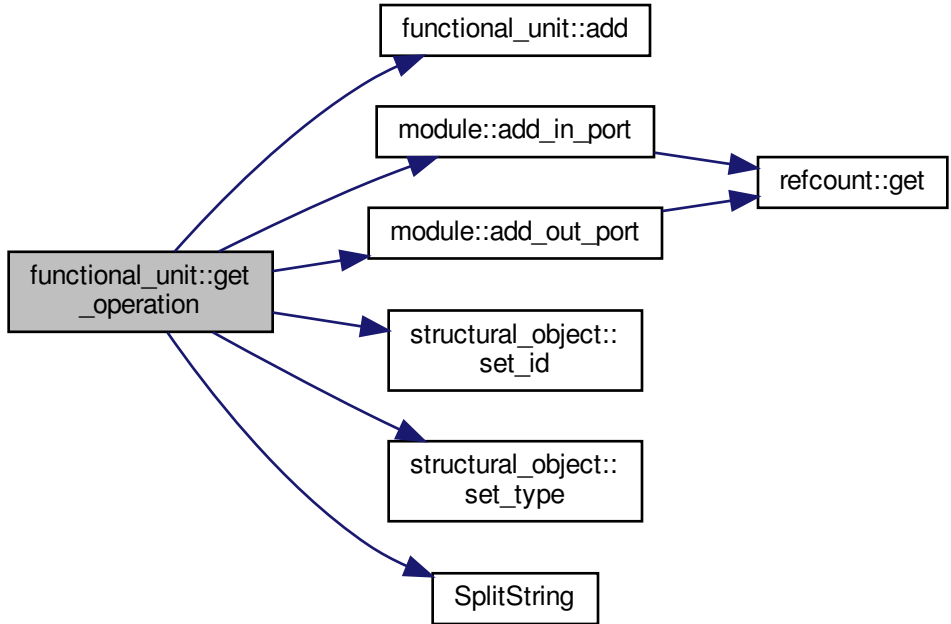 functional_unit::add
module::add_in_port
refcount::get
module::add_out_port
functional_unit::get
_operation
structural_object::
set_id
structural_object::
set_type
SplitString